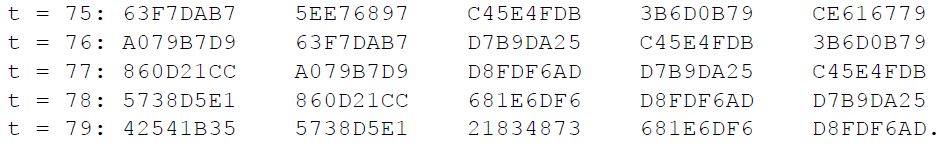 t = 75: 63F7DAB7 5EE76897 C45E4FDB 3B6D0B79 CE616779
t = 76: A079B7D9 63F7DAB7 D7B9DA25 C45E4FDB 3B6D0B79
t = 77: 860D21CC A079B7D9 D8FDF6AD D7B9DA25 C45E4FDB
t = 78: 5738D5E1 860D21CC 681E6DF6 D8FDF6AD D7B9DA25
t = 79: 42541B35 5738D5E1 21834873 681E6DF6 D8FDF6AD.